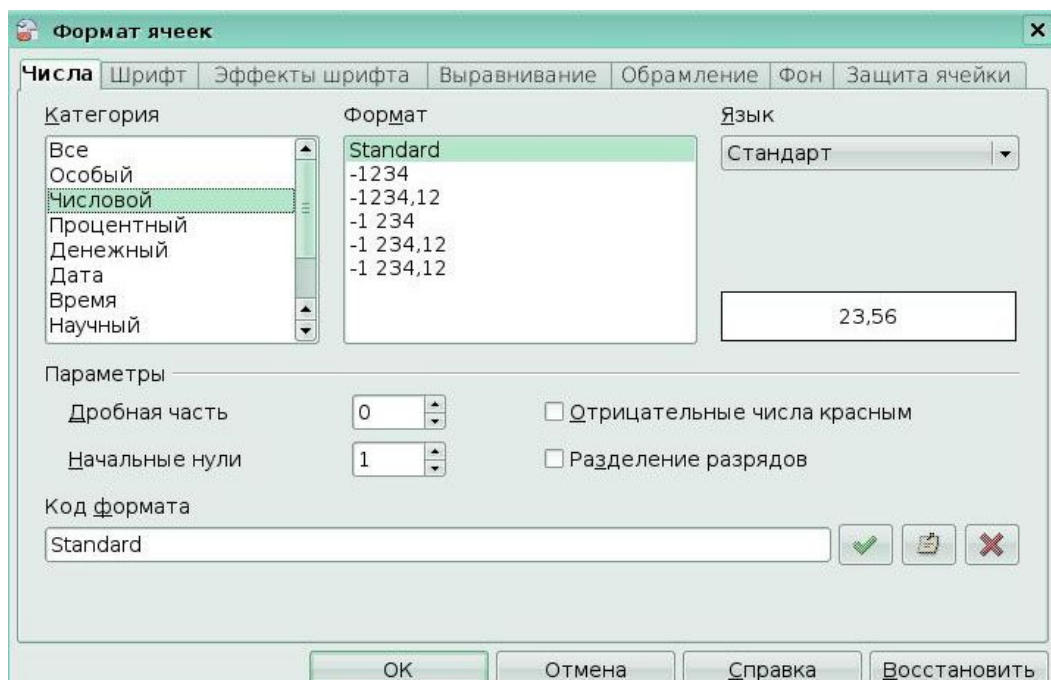 Формат ячеек
Числа Шрифт Эффекты шрифта Выравнивание Обрамление Фон Защита ячейки
Категория
Все
Особый
Числовой
Процентный
Денежный
Дата
Время
Научный
Формат
Standard
-1234
-1234,12
-1 234
-1 234,12
-1 234,12
Язык
Стандарт
23,56
Параметры
Дробная часть 0
Отрицательные числа красным
Начальные нули 1
Разделение разрядов
Код формата
Standard
ОК Отмена Справка Восстановить